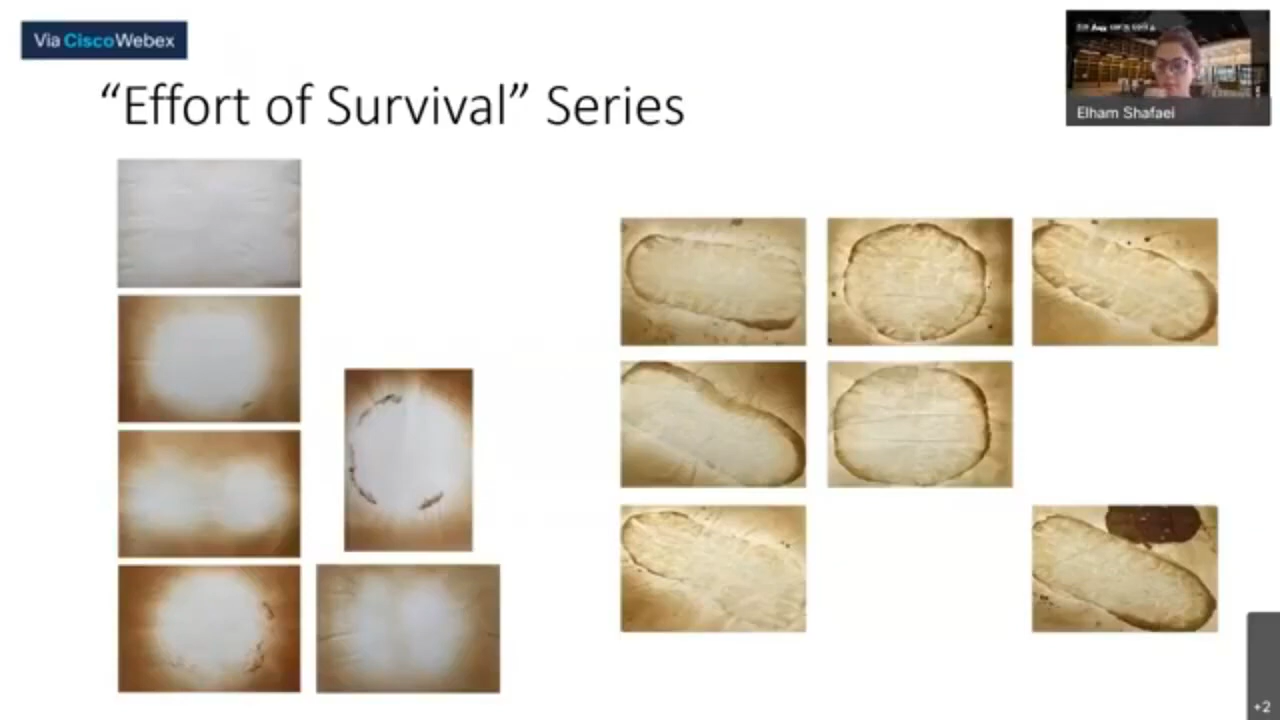 Via CiscoWebex
“Effort of Survival” Series
Elham Shafaei
+2